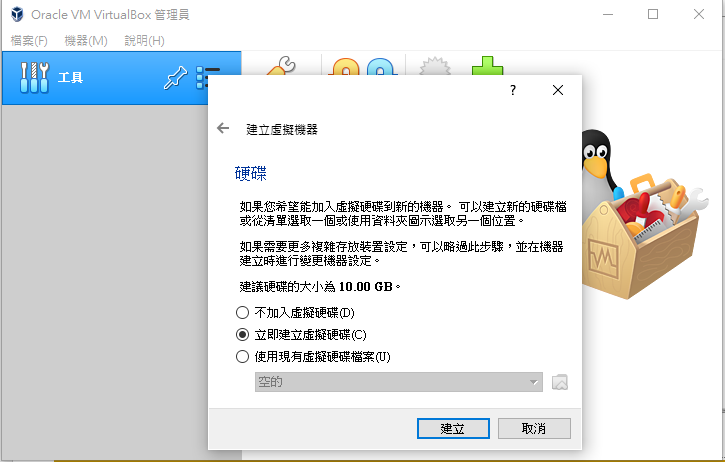 Oracle VM VirtualBox 管理員
檔案(F) 機器(M) 說明(H)
工具
?
建立虛擬機器
硬碟
如果您希望能加入虛擬硬碟到新的機器。 可以建立新的硬碟檔
或從清單選取一個或使用資料夾圖示選取另一個位置。
如果需要更多複雜存放裝置設定，可以略過此步驟，並在機器
建立時進行變更機器設定。
建議硬碟的大小為 10.00 GB。
不加入虛擬硬碟(D)
立即建立虛擬硬碟(C)
使用現有虛擬硬碟檔案(U)
空的
建立 取消